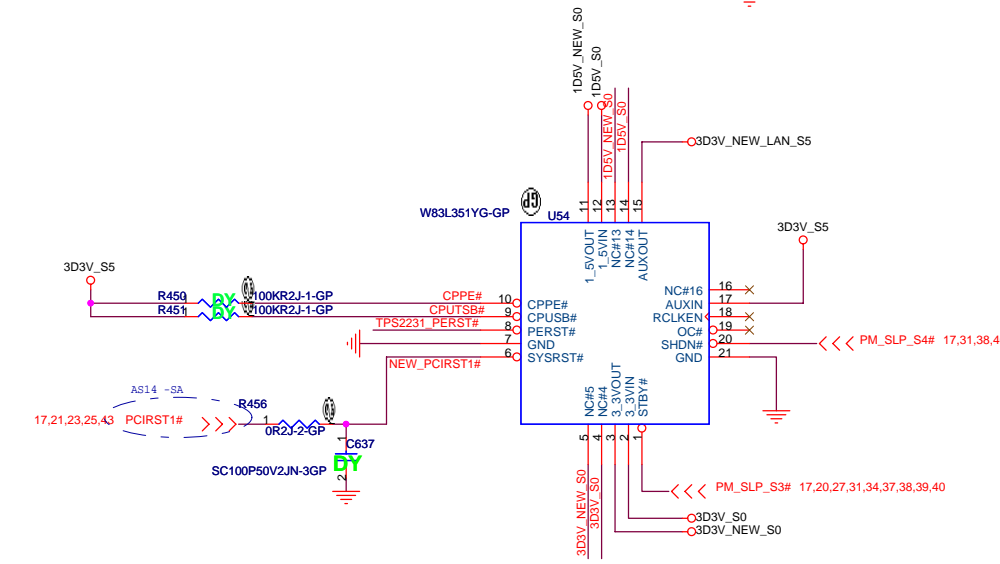 1D5V_NEW_S0
1D5V_S0
1D5V_NEW_S0
1D5V_S0
3D3V_NEW_LAN_S5
GP
W83L351YG-GP
U54
11
12
13
14
15
1_5VOUT
1_5VIN
NC#13
NC#14
AUXOUT
3D3V_S5
3D3V_S5
R450
1
DY
100KR2J-1-GP
R451
1
DY
100KR2J-1-GP
CPPE#
10
CPPE#
CPUTSB#
9
CPUSB#
TPS2231_PERST#
8
PERST#
7
GND
NEW_PCIRST1#
6
SYSRST#
NC#16
16
AUXIN
17
RCLKEN
18
OC#
19
SHDN#
20
GND
21
PM_SLP_S4# 17,31,38,4
NC#5
NC#4
3_3VOUT
3_3VIN
STBY#
5
4
3
2
1
AS14 -SA
17,21,23,25,43 PCIRST1#
R456
1
0R2J-2-GP
1
C637
DY
SC100P50V2JN-3GP
2
3D3V_NEW_S0
3D3V_S0
PM_SLP_S3# 17,20,27,31,34,37,38,39,40
3D3V_S0
3D3V_NEW_S0